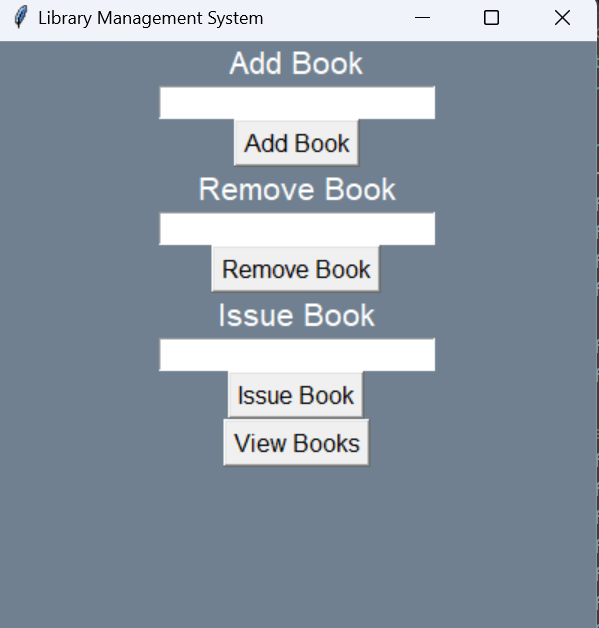 Library Management System
Add Book
Add Book
Remove Book
Remove Book
Issue Book
Issue Book
View Books